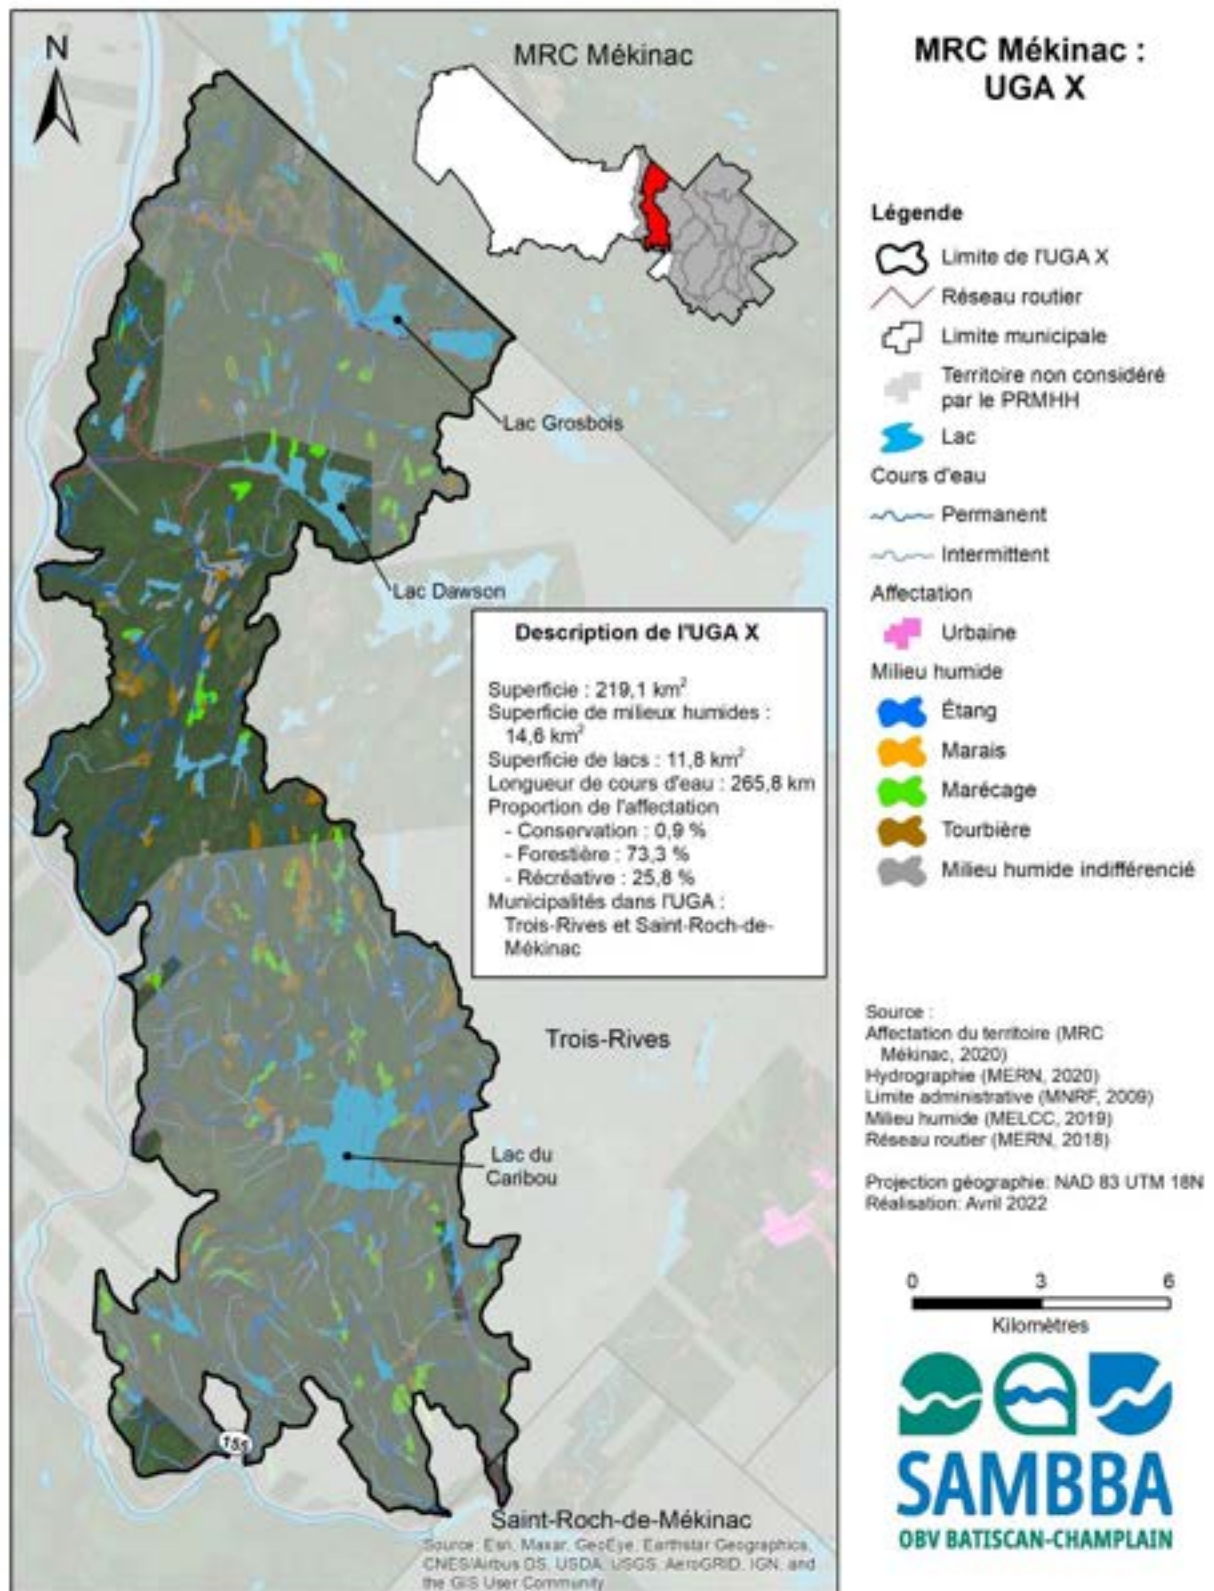 N
MRC Mékinac
Lac Grosbois
Lac Dawson
Description de l'UGA X
Superficie : 219,1 km²
Superficie de milieux humides :
14,6 km²
Superficie de lacs : 11,8 km²
Longueur de cours d'eau : 265,8 km
Proportion de l'affectation
- Conservation : 0,9 %
- Forestière : 73,3 %
- Récréative : 25,8 %
Municipalités dans l'UGA :
Trois-Rives et Saint-Roch-de-
Mékinac
Trois-Rives
Lac du
Caribou
155
Saint-Roch-de-Mékinac
Source: Esri, Maxar, GeoEye, Earthstar Geographics,
CNES/Airbus DS, USDA, USGS, AeroGRID, IGN, and
the GIS User Community
MRC Mékinac :
UGA X
Légende
Limite de l'UGA X
Réseau routier
Limite municipale
Territoire non considéré
par le PRMHH
Lac
Cours d'eau
Permanent
Intermittent
Affectation
Urbaine
Milieu humide
Étang
Marais
Marécage
Tourbière
Milieu humide indifférencié
Source :
Affectation du territoire (MRC
Mékinac, 2020)
Hydrographie (MERN, 2020)
Limite administrative (MNRF, 2009)
Milieu humide (MELCC, 2019)
Réseau routier (MERN, 2018)
Projection géographie: NAD 83 UTM 18N
Réalisation: Avril 2022
0 3 6
Kilomètres
SAMBBA
OBV BATISCAN-CHAMPLAIN